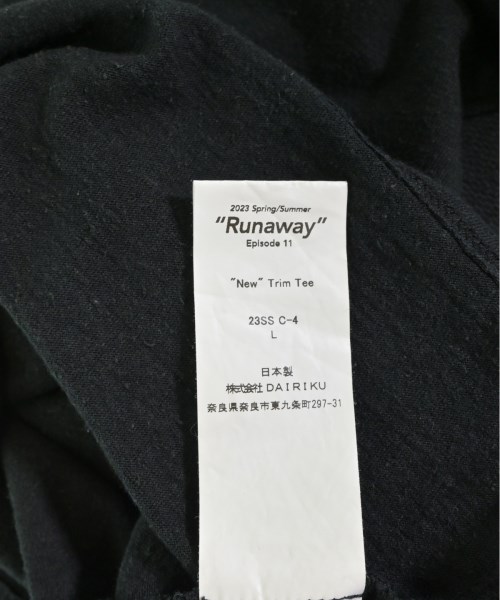 2023 Spring/Summer
"Runaway"
Episode 11
"New" Trim Tee
23SS C-4
L
日本製
株式会社 DAIRIKU
奈良県奈良市東九条町297-31